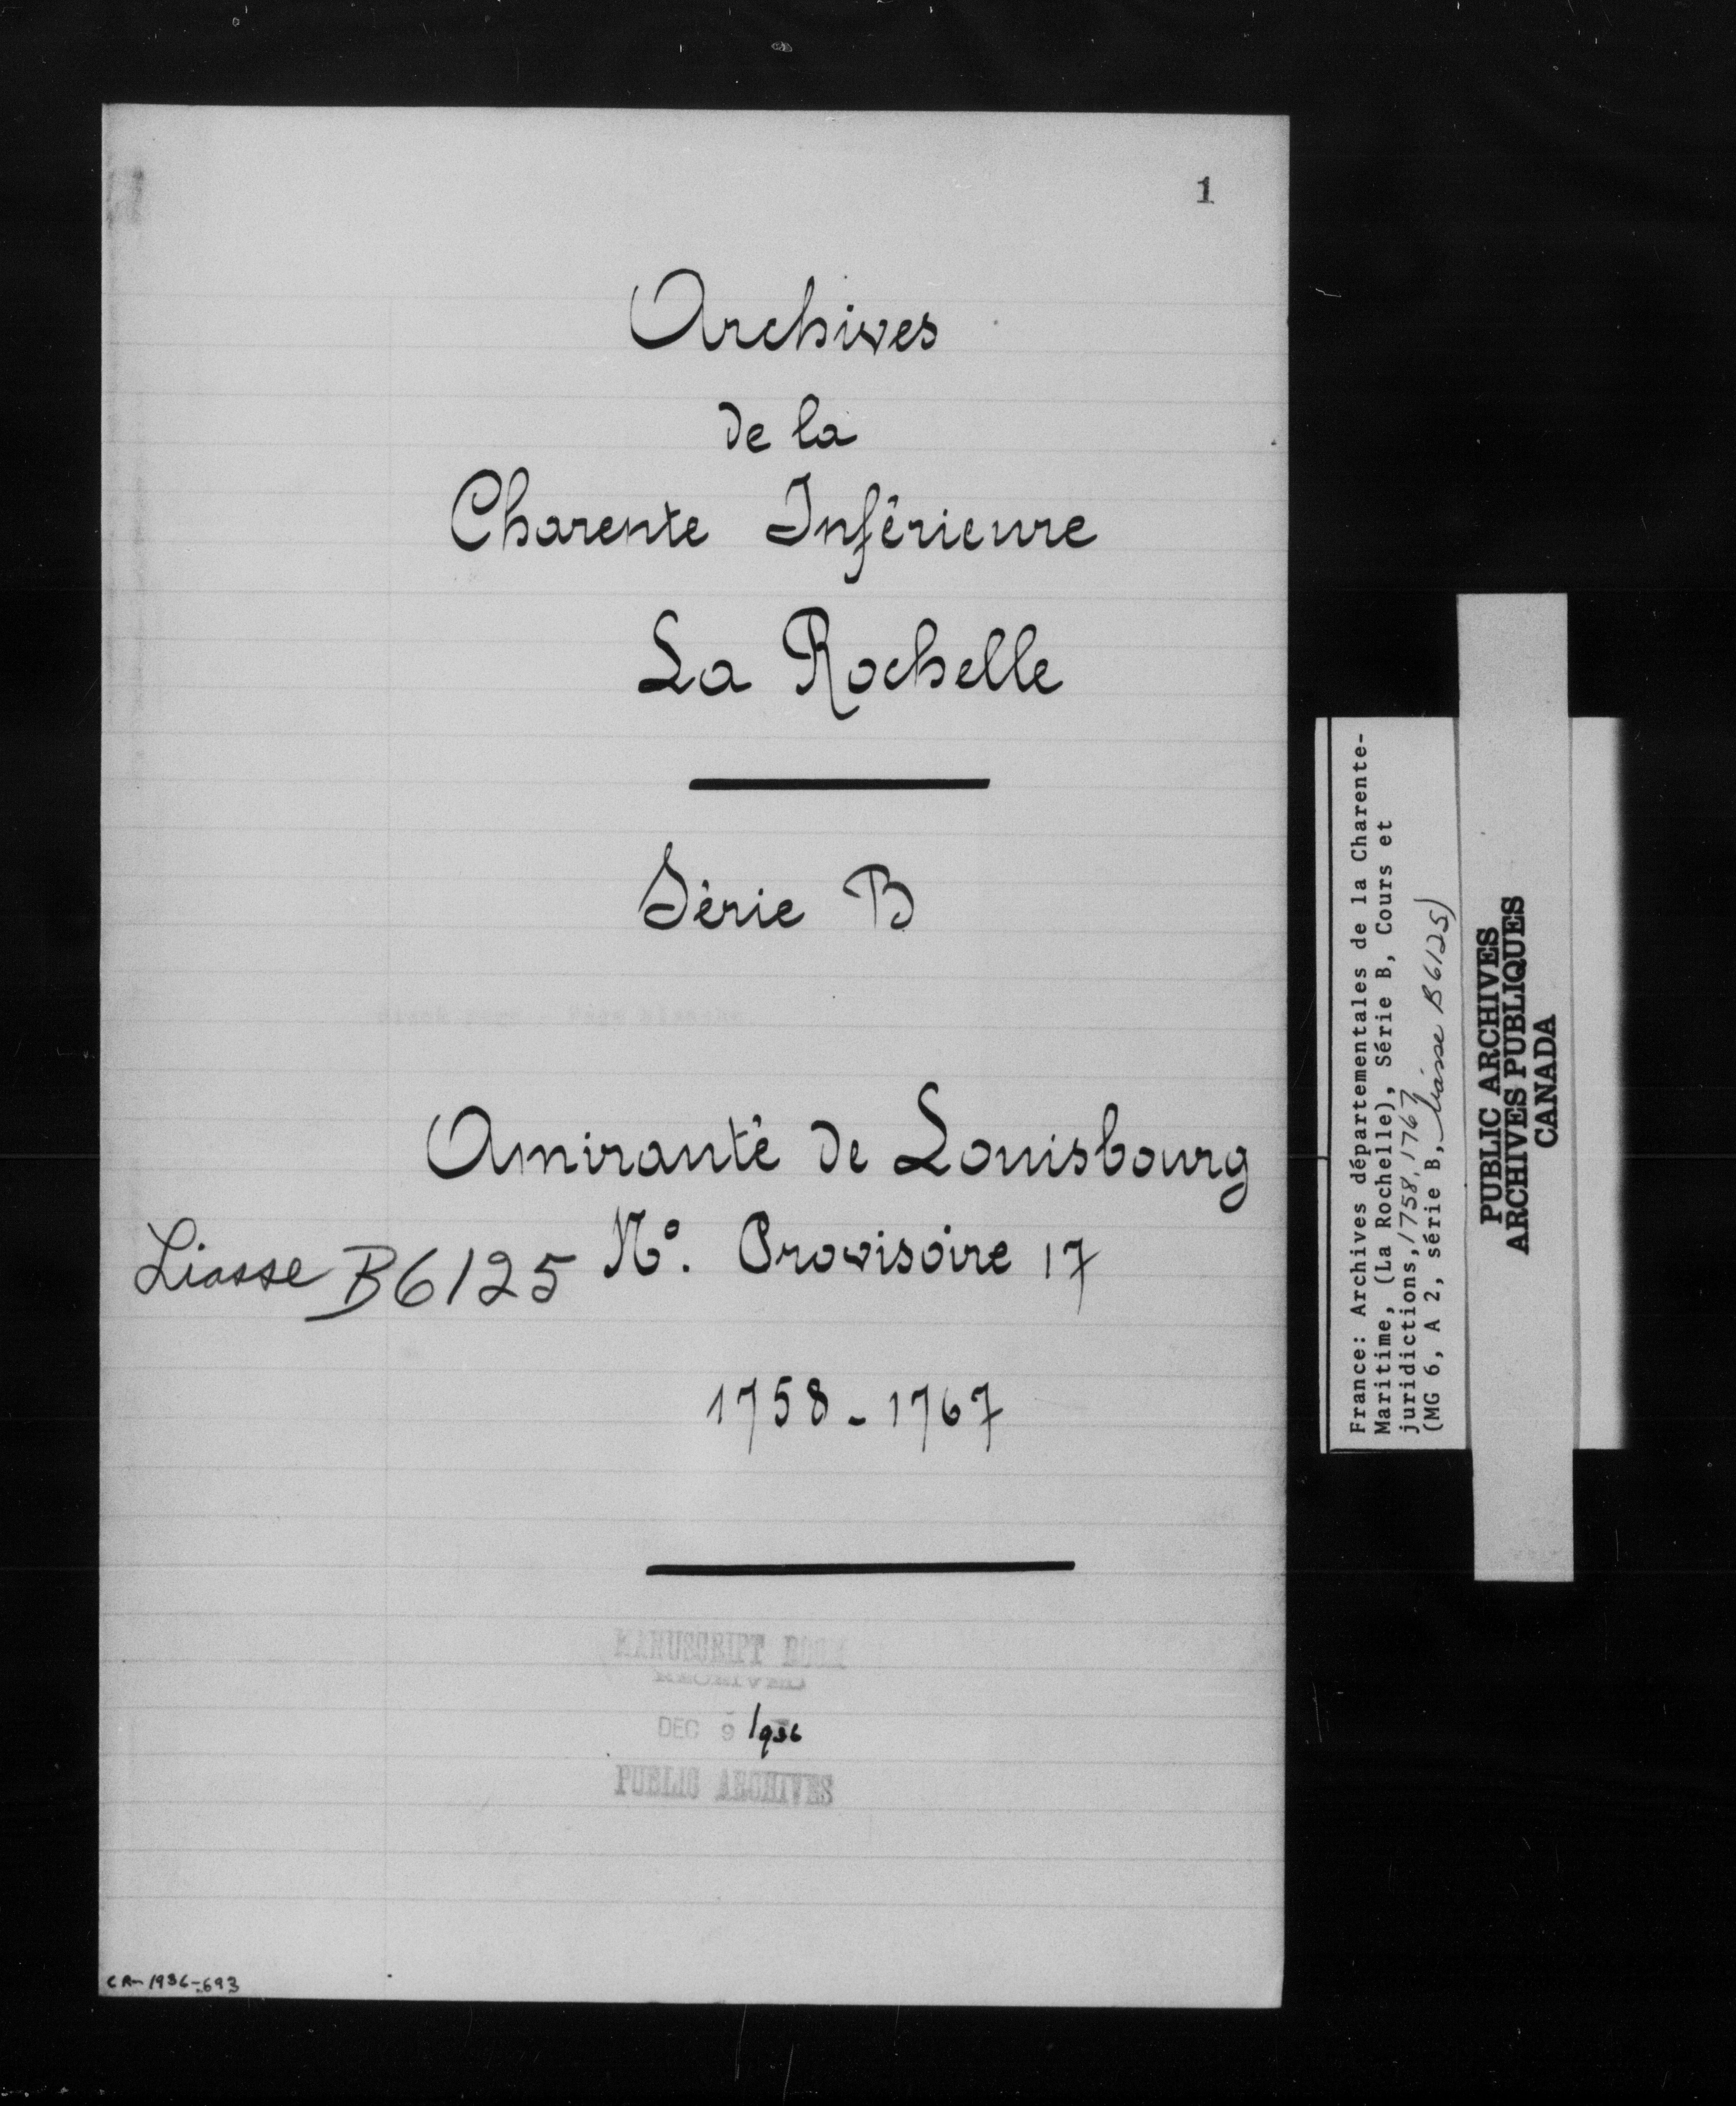 1
Archives
de la
Charente Inférieure
La Rochelle
Série B
Amirauté de Louisbourg
Liasse B6125 No. Provisoire 17
1758 - 1767
MANUSCRIPT ROOM
RECEIVED
DEC 9 1936
PUBLIC ARCHIVES
CA-1936-693
France: Archives départementales de la Charente-
Maritime, (La Rochelle), Série B, Cours et
juridictions, 1758, 1767
(MG 6, A 2, série B, liasse B6125)
PUBLIC ARCHIVES
ARCHIVES PUBLIQUES
CANADA